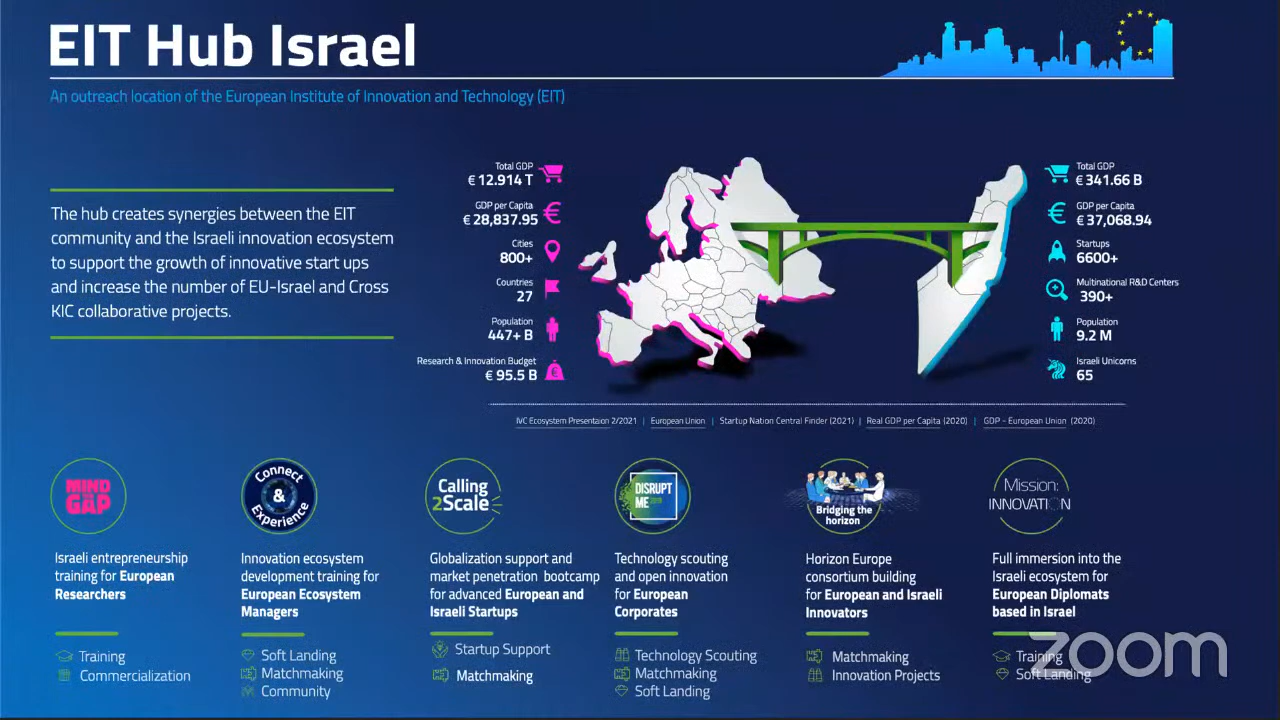 EIT Hub Israel
An outreach location of the European Institute of Innovation and Technology (EIT)
The hub creates synergies between the EIT
community and the Israeli innovation ecosystem
to support the growth of innovative start ups
and increase the number of EU-Israel and Cross
KIC collaborative projects.
Total GDP
€ 12.914 T
GDP per Capita
€ 28,837.95
Cities
800+
Countries
27
Population
447+ B
Research & Innovation Budget
€ 95.5 B
Total GDP
€ 341.66 B
GDP per Capita
€ 37,068.94
Startups
6600+
Multinational R&D Centers
390+
Population
9.2 M
Israeli Unicorns
65
IVC Ecosystem Presentaion 2/2021 | European Union | Startup Nation Central Finder (2021) | Real GDP per Capita (2020) | GDP - European Union (2020)
MIND
THE
GAP
Israeli entrepreneurship
training for European
Researchers
Training
Commercialization
Connect
&
Experience
Innovation ecosystem
development training for
European Ecosystem
Managers
Soft Landing
Matchmaking
Community
Calling
2Scale
Globalization support and
market penetration bootcamp
for advanced European and
Israeli Startups
Startup Support
Matchmaking
DISRUPT
ME
Technology scouting
and open innovation
for European
Corporates
Technology Scouting
Matchmaking
Soft Landing
Bridging the
horizon
Horizon Europe
consortium building
for European and Israeli
Innovators
Matchmaking
Innovation Projects
Mission:
INNOVATION
Full immersion into the
Israeli ecosystem for
European Diplomats
based in Israel
Training
Soft Landing
zoom